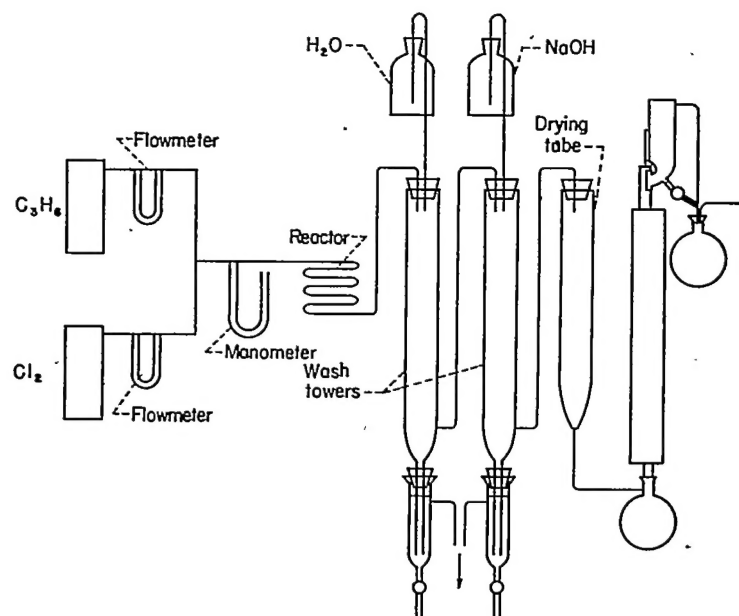 H₂O
NaOH
Flowmeter
Drying
tube
C₃H₆
Reactor
Manometer
Wash
towers
Cl₂
Flowmeter